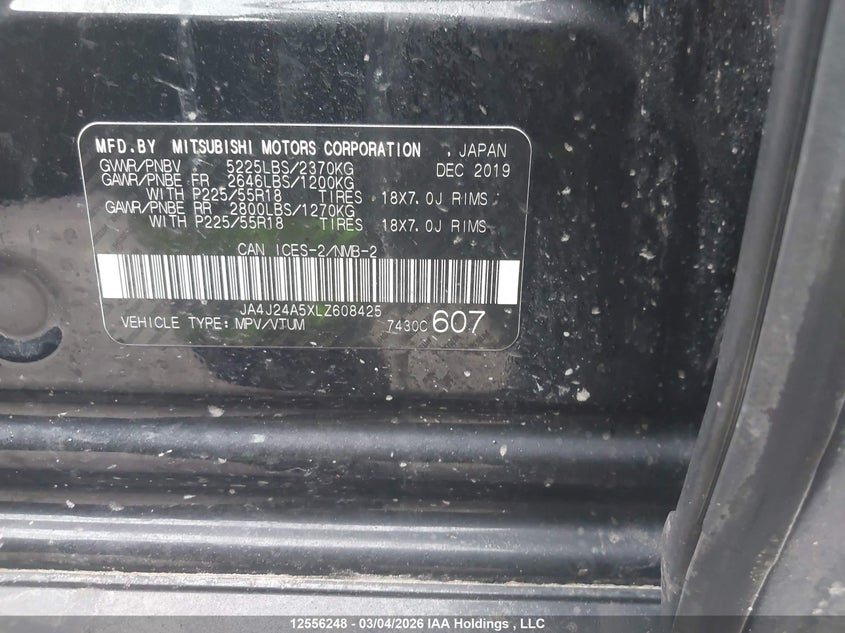 MFD.BY MITSUBISHI MOTORS CORPORATION , JAPAN
GVWR/PNBV 5225LBS/2370KG DEC 2019
GAWR/PNBE FR 2646LBS/1200KG
WITH P225/55R18 TIRES 18X7.0J RIMS
GAWR/PNBE RR 2800LBS/1270KG
WITH P225/55R18 TIRES 18X7.0J RIMS
CAN ICES-2/NMB-2
JA4J24A5XLZ608425
VEHICLE TYPE: MPV/VTUM 7430C 607
12556248 - 03/04/2026 IAA Holdings, LLC